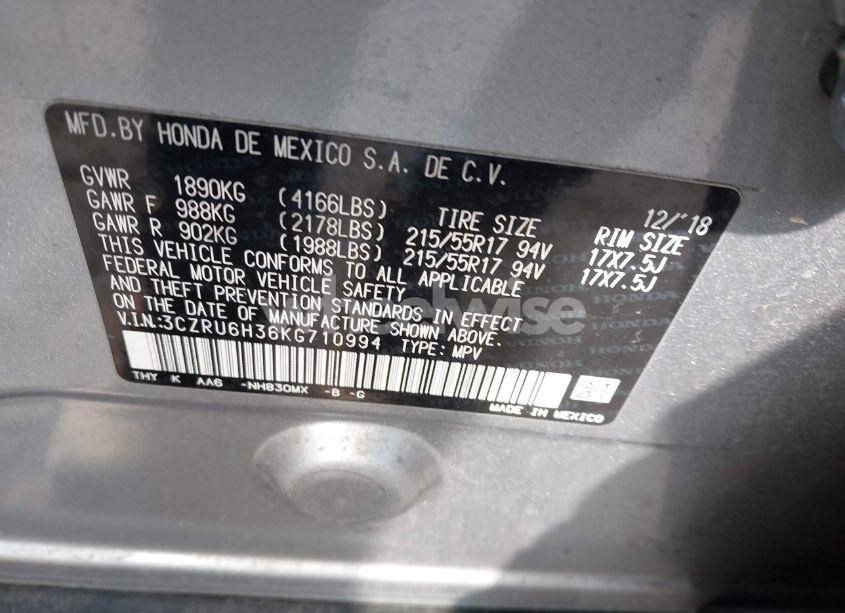 MFD.BY HONDA DE MEXICO S.A. DE C.V.
12/'18
GVWR 1890KG (4166LBS) TIRE SIZE RIM SIZE
GAWR F 988KG (2178LBS) 215/55R17 94V 17X7.5J
GAWR R 902KG (1988LBS) 215/55R17 94V 17X7.5J
THIS VEHICLE CONFORMS TO ALL APPLICABLE
FEDERAL MOTOR VEHICLE SAFETY
AND THEFT PREVENTION STANDARDS IN EFFECT
ON THE DATE OF MANUFACTURE SHOWN ABOVE.
V.I.N:3CZRU6H36KG710994 TYPE: MPV
THY K AA6 -NH830MX -B -G
MADE IN MEXICO